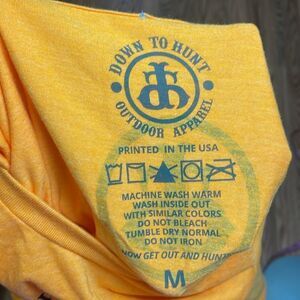 DOWN TO HUNT
OUTDOOR APPAREL
PRINTED IN THE USA
MACHINE WASH WARM
WASH INSIDE OUT
WITH SIMILAR COLORS
DO NOT BLEACH
TUMBLE DRY NORMAL
DO NOT IRON
NOW GET OUT AND HUNT!
M